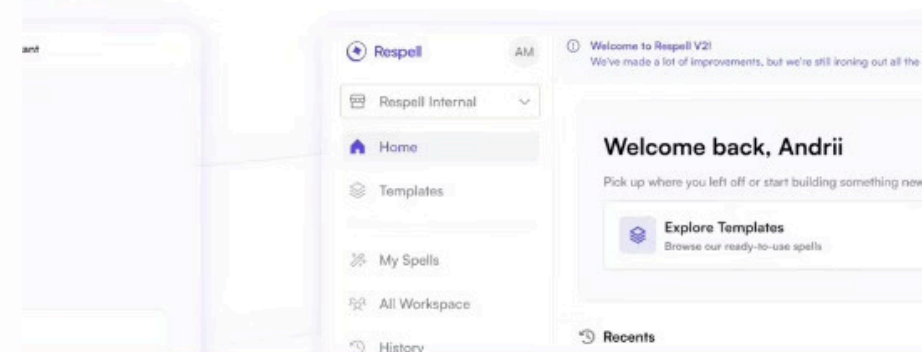 ant
Respell
AM
Respell Internal
Home
Templates
My Spells
All Workspace
History
Welcome to Respell V2!
We've made a lot of improvements, but we're still ironing out all the
Welcome back, Andrii
Pick up where you left off or start building something new
Explore Templates
Browse our ready-to-use spells
Recents